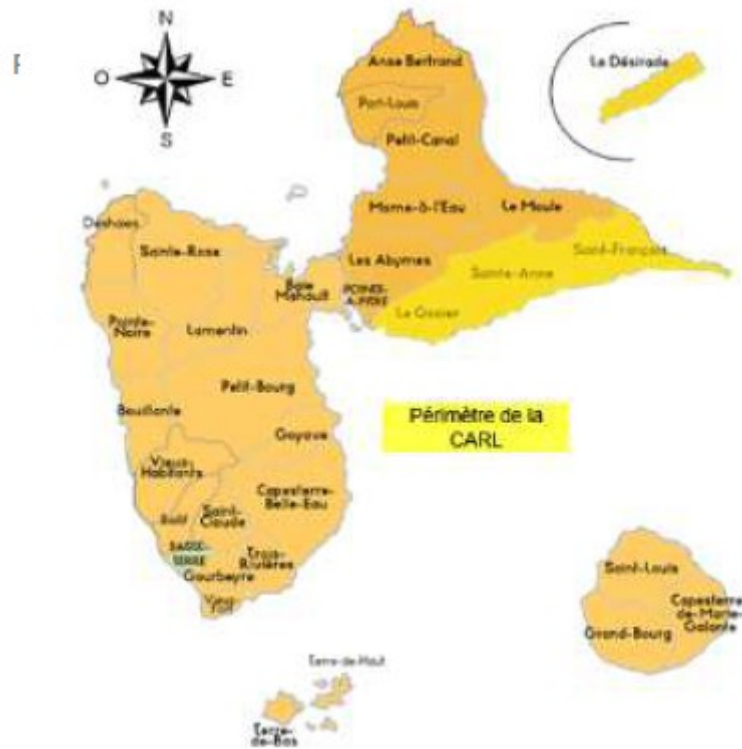 N
O
E
S
La Désirade
Anse Bertrand
Port-Louis
Petit-Canal
Morne-à-l'Eau
Le Moule
Saint-François
Les Abymes
Sainte-Anne
POINTE-
A-PITRE
Le Gosier
Deshaies
Sainte-Rose
Baie
Mahault
Pointe-
Noire
Lamentin
Petit-Bourg
Bouillante
Goyave
Périmètre de la
CARL
Vieux-
Habitants
Capesterre-
Belle-Eau
Saint-
Claude
BASSE-
TERRE
Trois-
Rivières
Gourbeyre
Vieux-
Fort
Saint-Louis
Capesterre
de-Marie-
Galante
Grand-Bourg
Terre-de-Haut
Terre-
de-Bas